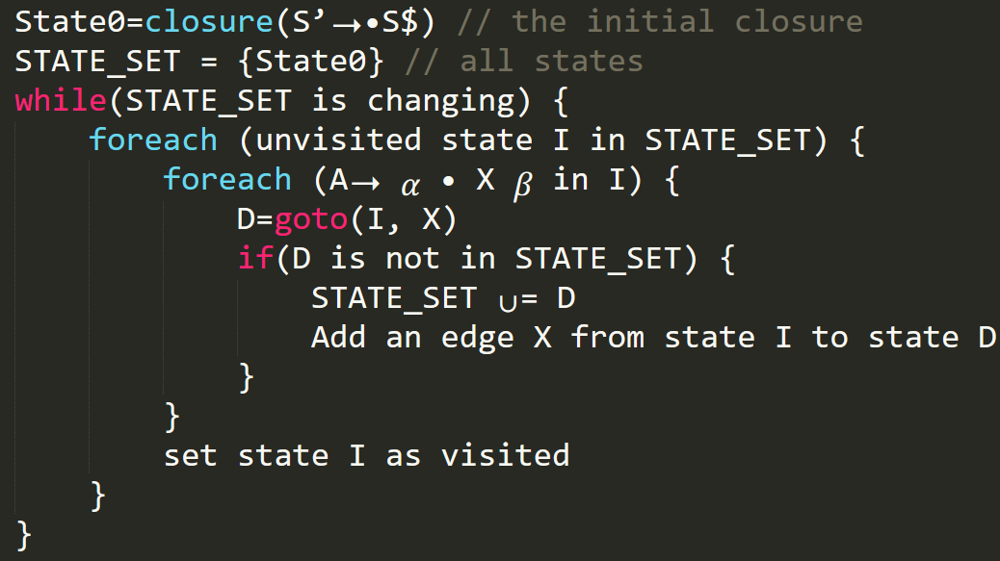 State0=closure(S’→•S$) // the initial closure
STATE_SET = {State0} // all states
while(STATE_SET is changing) {
    foreach (unvisited state I in STATE_SET) {
        foreach (A→ α • X β in I) {
            D=goto(I, X)
            if(D is not in STATE_SET) {
                STATE_SET ∪= D
                Add an edge X from state I to state D
            }
        }
        set state I as visited
    }
}